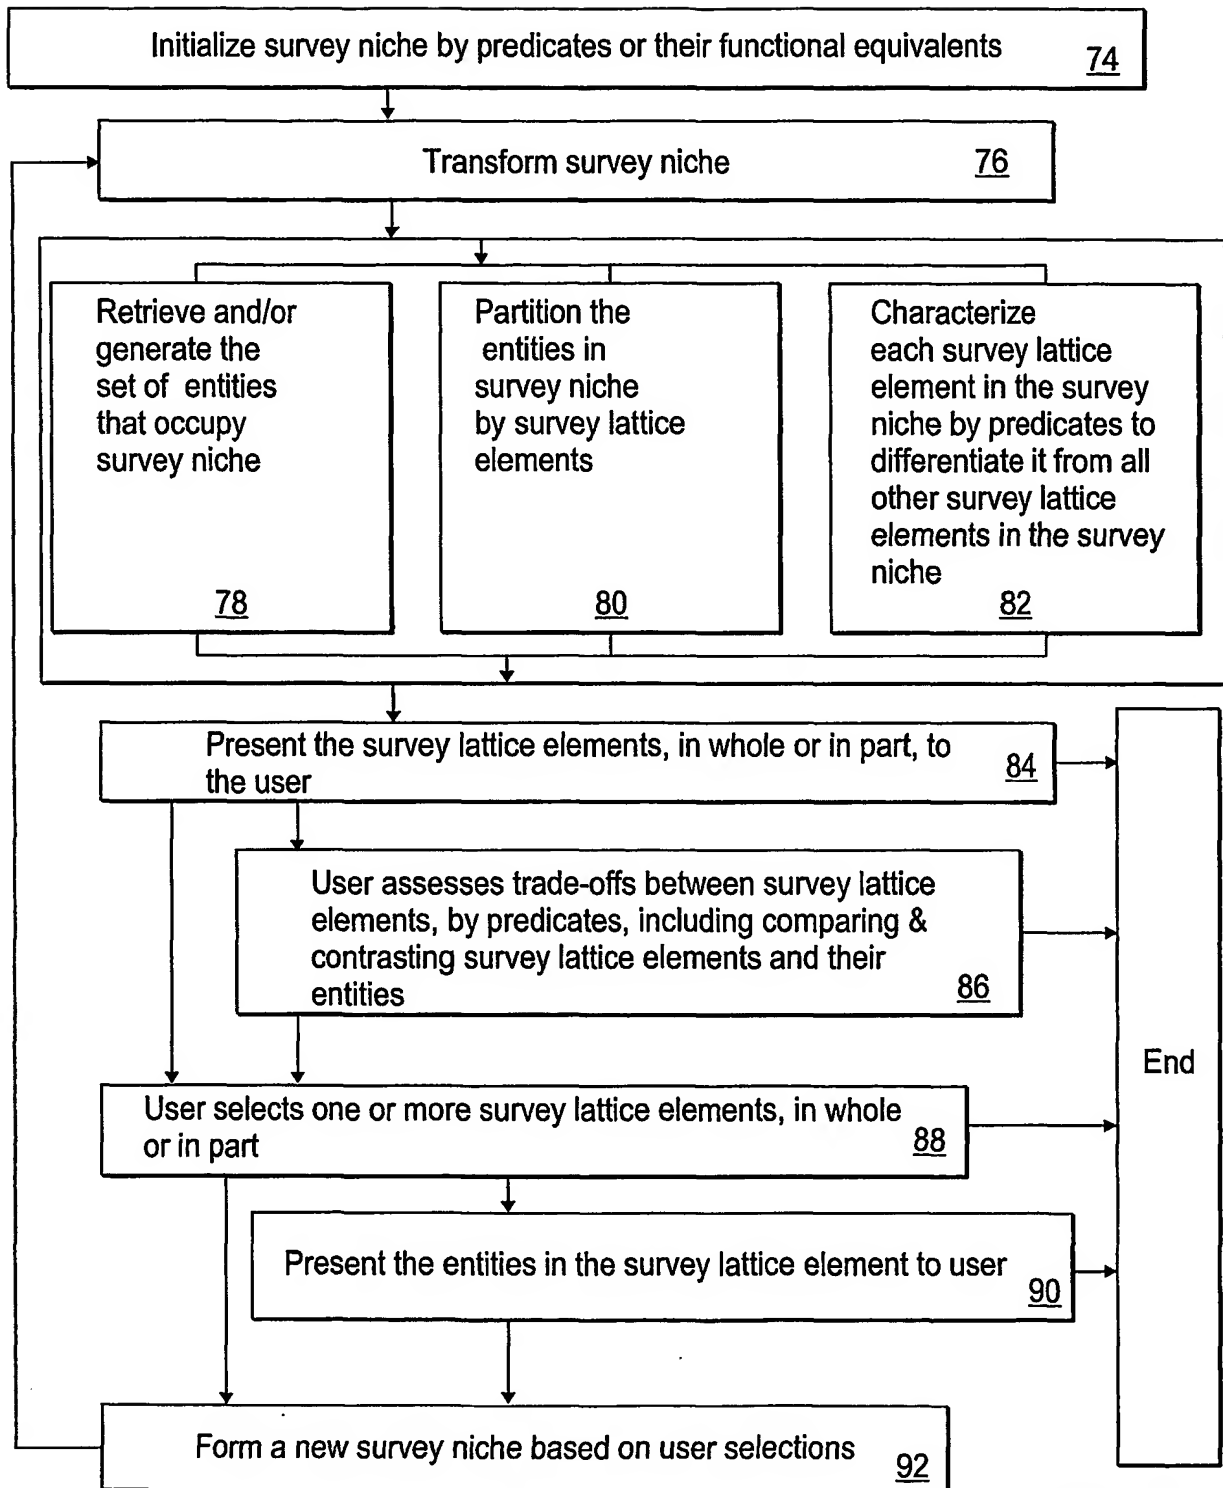 Initialize survey niche by predicates or their functional equivalents
74
Transform survey niche
76
Retrieve and/or
generate the
set of entities
that occupy
survey niche
78
Partition the
entities in
survey niche
by survey lattice
elements
80
Characterize
each survey lattice
element in the survey
niche by predicates to
differentiate it from all
other survey lattice
elements in the survey
niche
82
Present the survey lattice elements, in whole or in part, to
the user
84
User assesses trade-offs between survey lattice
elements, by predicates, including comparing &
contrasting survey lattice elements and their
entities
86
End
User selects one or more survey lattice elements, in whole
or in part
88
Present the entities in the survey lattice element to user
90
Form a new survey niche based on user selections
92